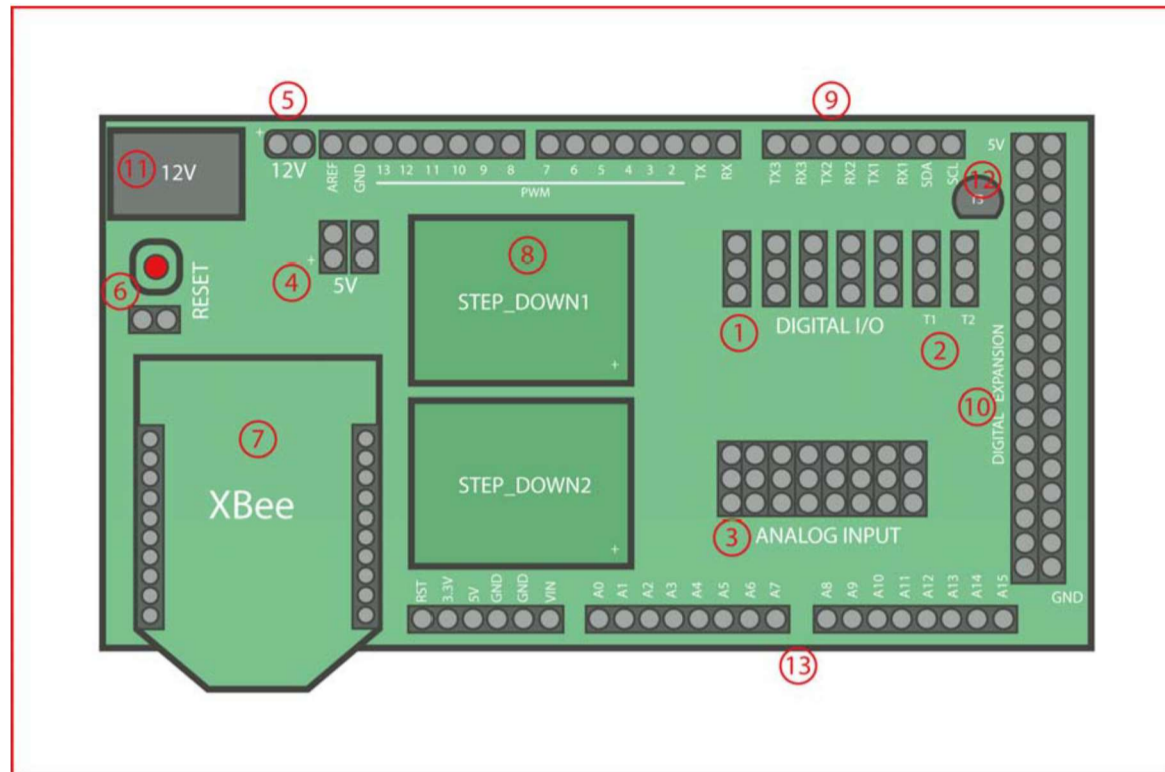 5
9
11
12V
+
12V
AREF
GND
13
12
11
10
9
8
7
6
5
4
3
2
TX
RX
PWM
TX3
RX3
TX2
RX2
TX1
RX1
SDA
SCL
5V
12
T3
6
RESET
4
- +
5V
8
STEP_DOWN1
+
1
DIGITAL I/O
T1
T2
2
DIGITAL EXPANSION
10
7
XBee
STEP_DOWN2
+
3
ANALOG INPUT
RST
3.3V
5V
GND
GND
VIN
A0
A1
A2
A3
A4
A5
A6
A7
A8
A9
A10
A11
A12
A13
A14
A15
GND
13